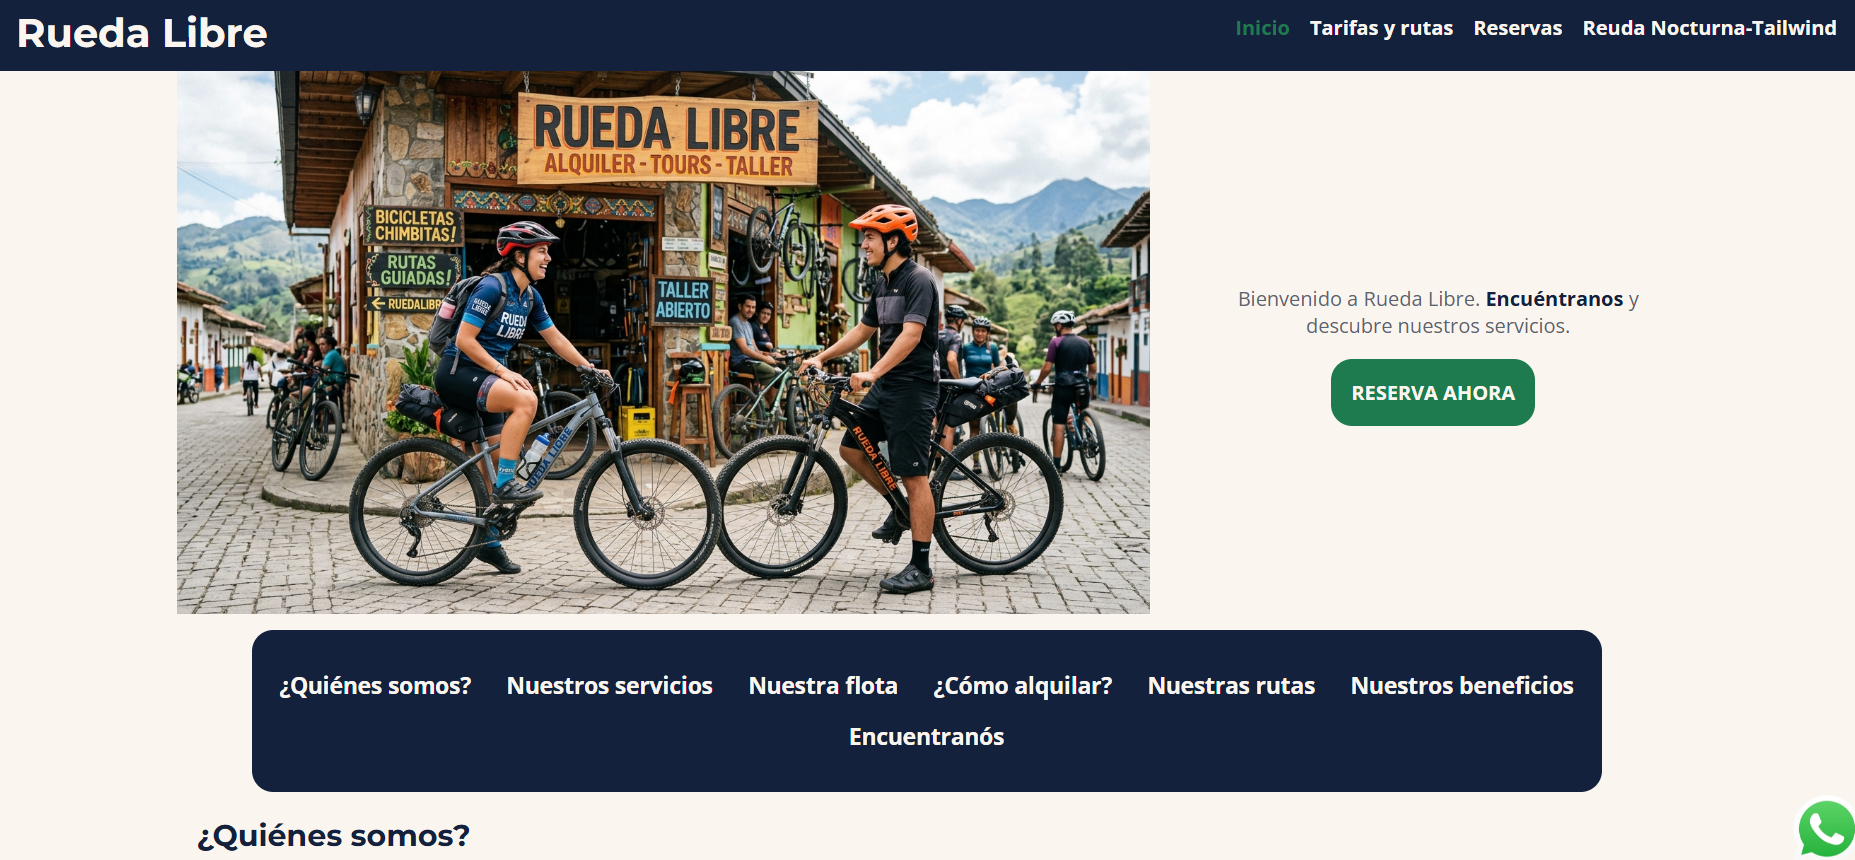 Rueda Libre
Inicio Tarifas y rutas Reservas Reuda Nocturna-Tailwind
RUEDA LIBRE
ALQUILER - TOURS - TALLER
BICICLETAS
CHIMBITAS!
RUTAS
GUIADAS!
TALLER
ABIERTO
RUEDA
LIBRE
RUEDA LIBRE
Bienvenido a Rueda Libre. Encuéntranos y
descubre nuestros servicios.
RESERVA AHORA
¿Quiénes somos? Nuestros servicios Nuestra flota ¿Cómo alquilar? Nuestras rutas Nuestros beneficios
Encuentranós
¿Quiénes somos?